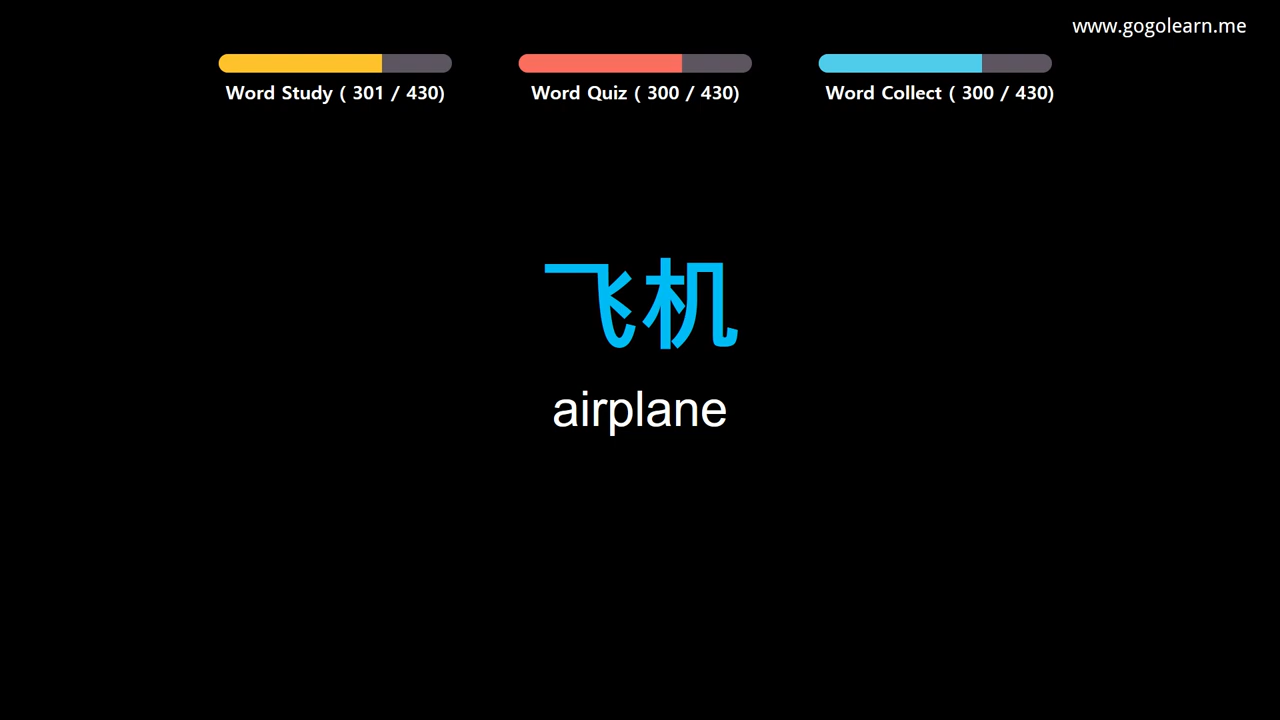 www.gogolearn.me
Word Study ( 301 / 430)
Word Quiz ( 300 / 430)
Word Collect ( 300 / 430)
飞机
airplane